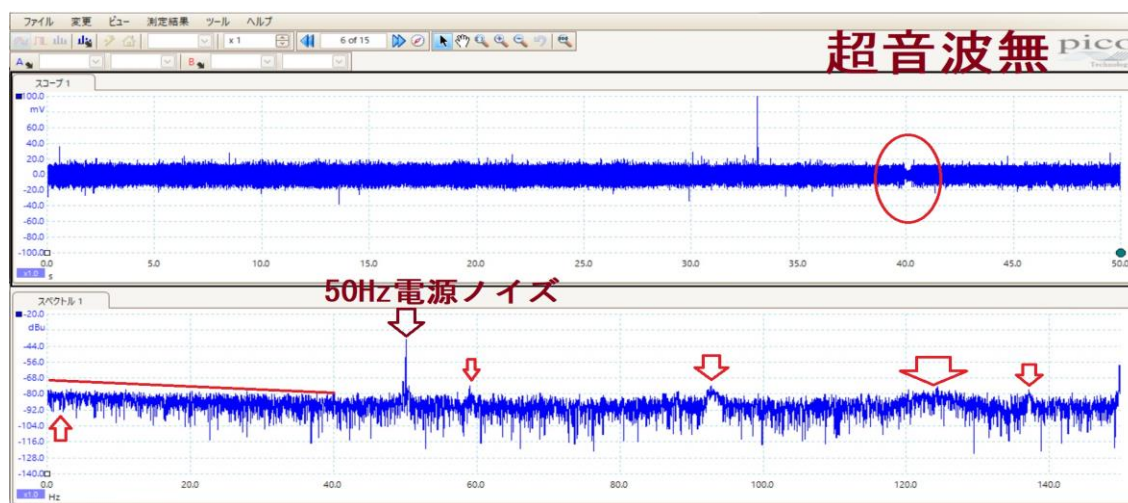 ファイル 変更 ビュー 測定結果 ツール ヘルプ
x 1 6 of 15
A B
超音波無
pico
Technology
スコープ 1
100.0
mV
60.0
40.0
20.0
0.0
-20.0
-40.0
-60.0
-80.0
-100.0
0.0 5.0 10.0 15.0 20.0 25.0 30.0 35.0 40.0 45.0 50.0
x1.0 s
50Hz電源ノイズ
スペクトル 1
-20.0
dBu
-44.0
-56.0
-68.0
-80.0
-92.0
-104.0
-116.0
-128.0
-140.0
0.0 20.0 40.0 60.0 80.0 100.0 120.0 140.0
x1.0 Hz